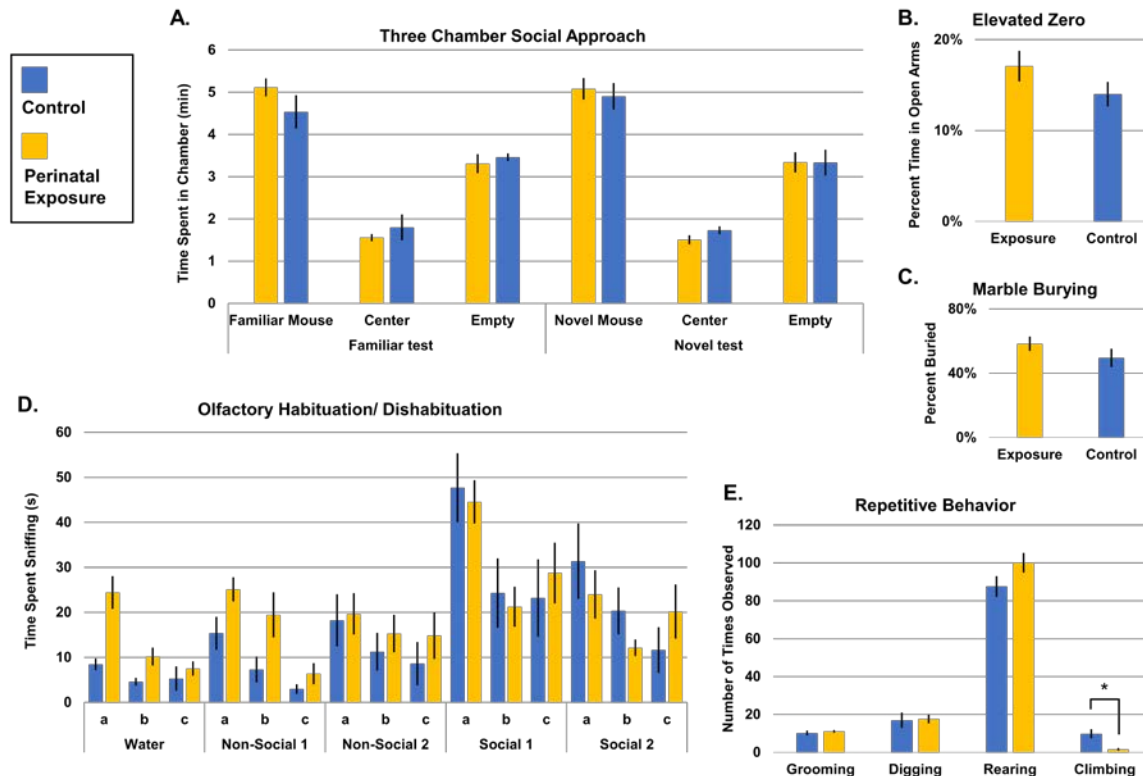 A.
Three Chamber Social Approach
Control
Perinatal
Exposure
Time Spent in Chamber (min)
6
5
4
3
2
1
0
Familiar Mouse Center Empty Novel Mouse Center Empty
Familiar test Novel test
B.
Elevated Zero
Percent Time in Open Arms
20%
10%
0%
Exposure Control
C.
Marble Burying
Percent Buried
80%
40%
0%
Exposure Control
D.
Olfactory Habituation/ Dishabituation
Time Spent Sniffing (s)
60
50
40
30
20
10
0
a b c a b c a b c a b c a b c
Water Non-Social 1 Non-Social 2 Social 1 Social 2
E.
Repetitive Behavior
Number of Times Observed
120
100
80
60
40
20
0
*
Grooming Digging Rearing Climbing